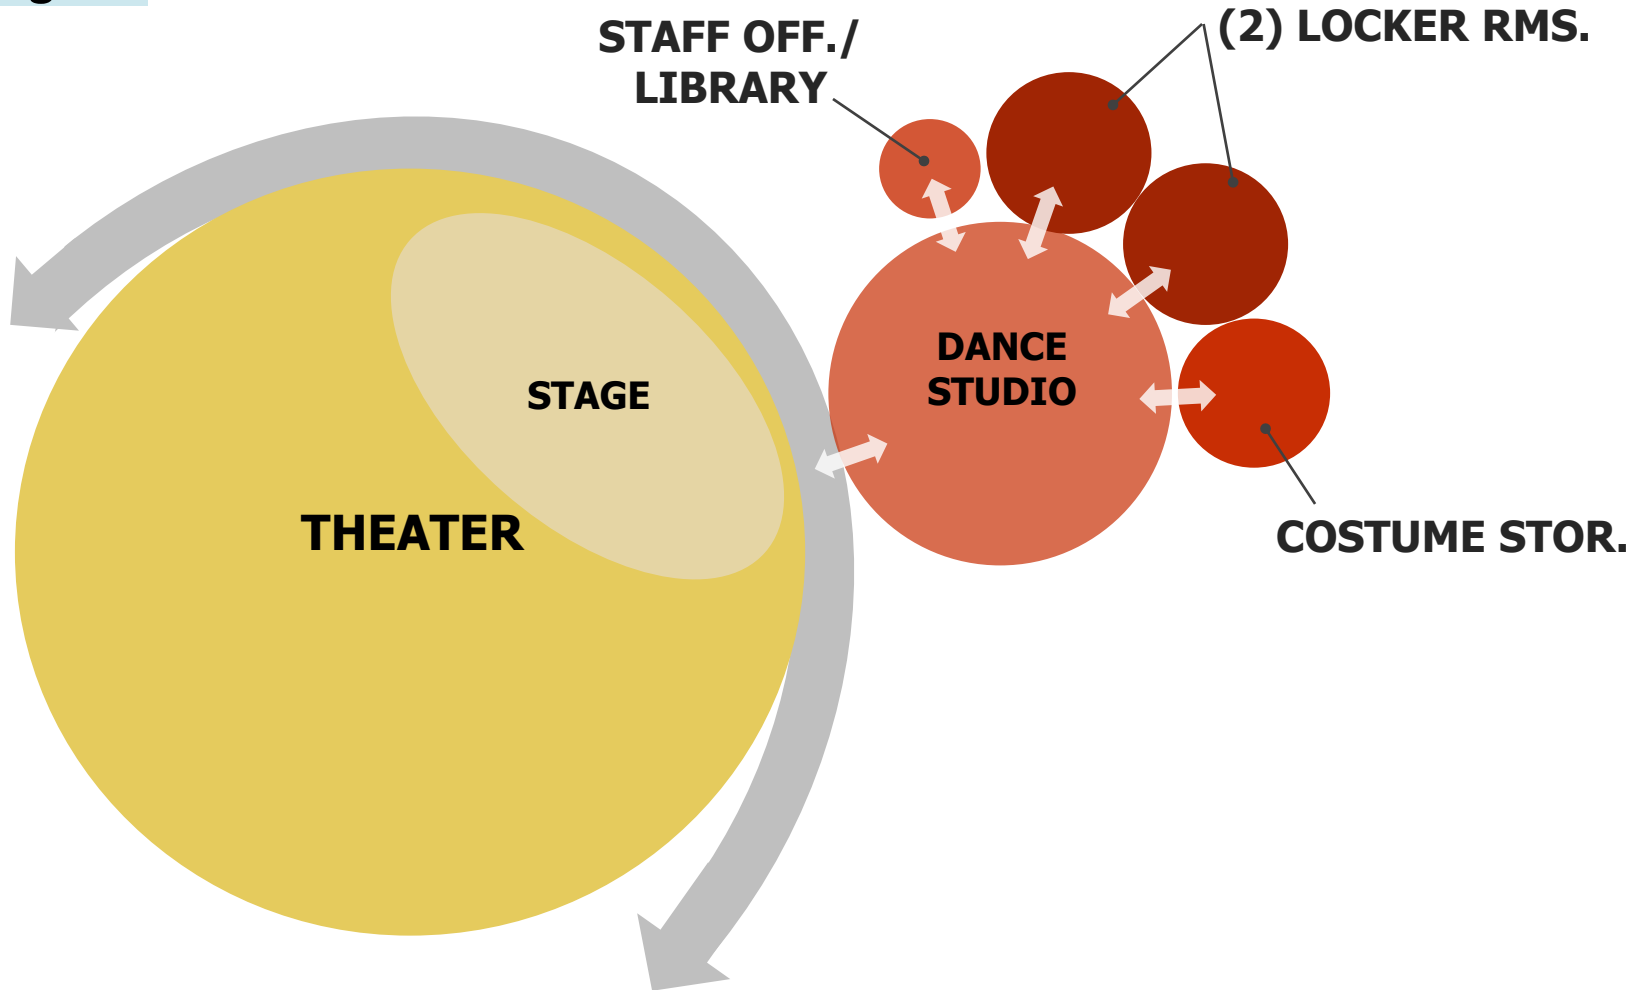 STAFF OFF./
LIBRARY
(2) LOCKER RMS.
DANCE
STUDIO
STAGE
THEATER
COSTUME STOR.